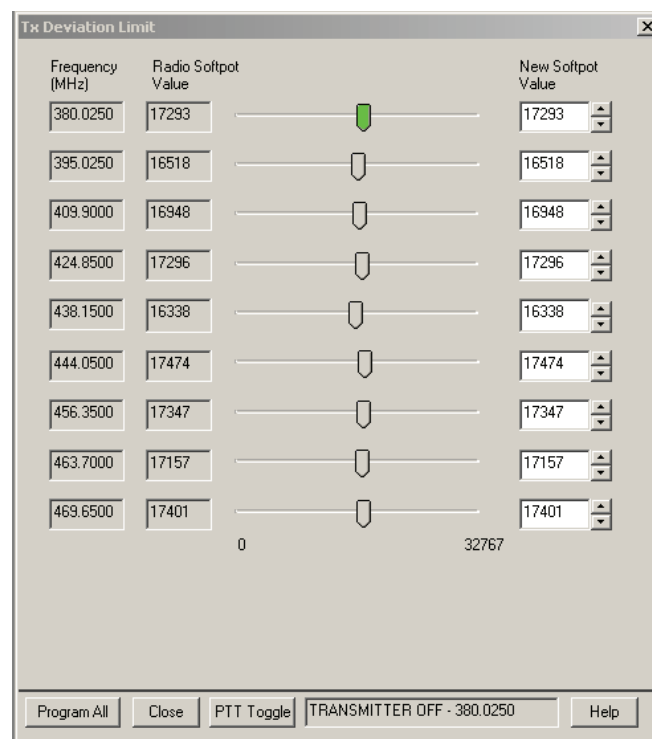 Tx Deviation Limit
Frequency (MHz) Radio Softpot Value New Softpot Value
380.0250 17293 17293
395.0250 16518 16518
409.9000 16948 16948
424.8500 17296 17296
438.1500 16338 16338
444.0500 17474 17474
456.3500 17347 17347
463.7000 17157 17157
469.6500 17401 17401
0 32767
Program All Close PTT Toggle TRANSMITTER OFF - 380.0250 Help